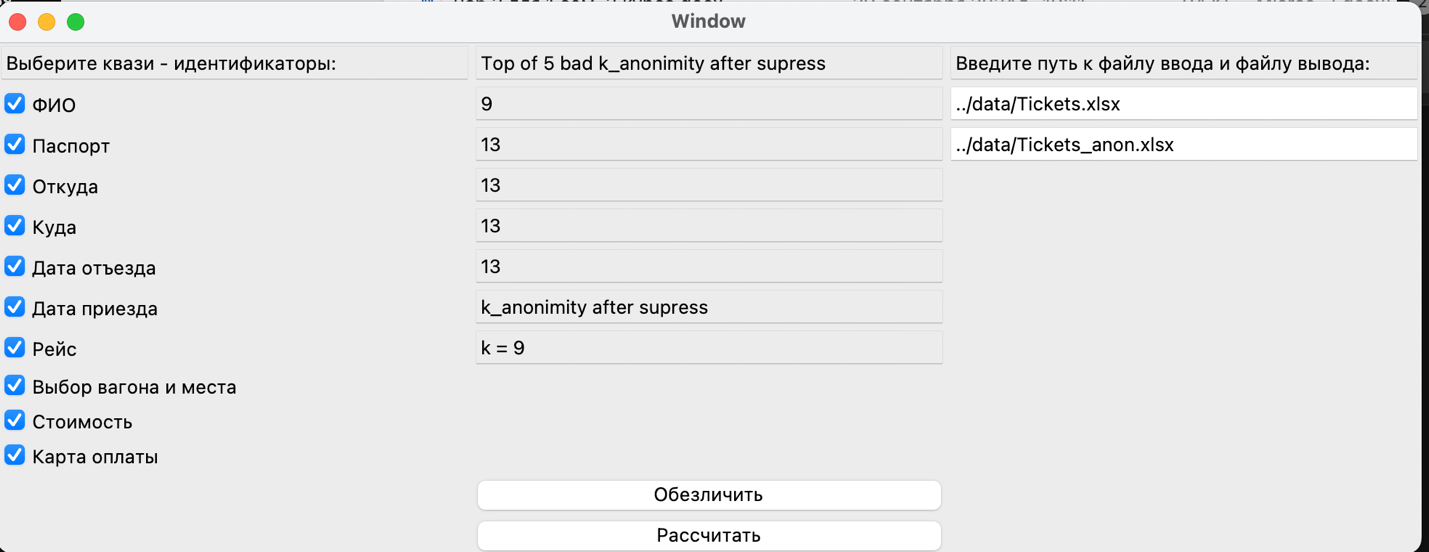 Window
Выберите квази - идентификаторы:
ФИО
Паспорт
Откуда
Куда
Дата отъезда
Дата приезда
Рейс
Выбор вагона и места
Стоимость
Карта оплаты
Top of 5 bad k_anonimity after supress
9
13
13
13
13
k_anonimity after supress
k = 9
Введите путь к файлу ввода и файлу вывода:
../data/Tickets.xlsx
../data/Tickets_anon.xlsx
Обезличить
Рассчитать